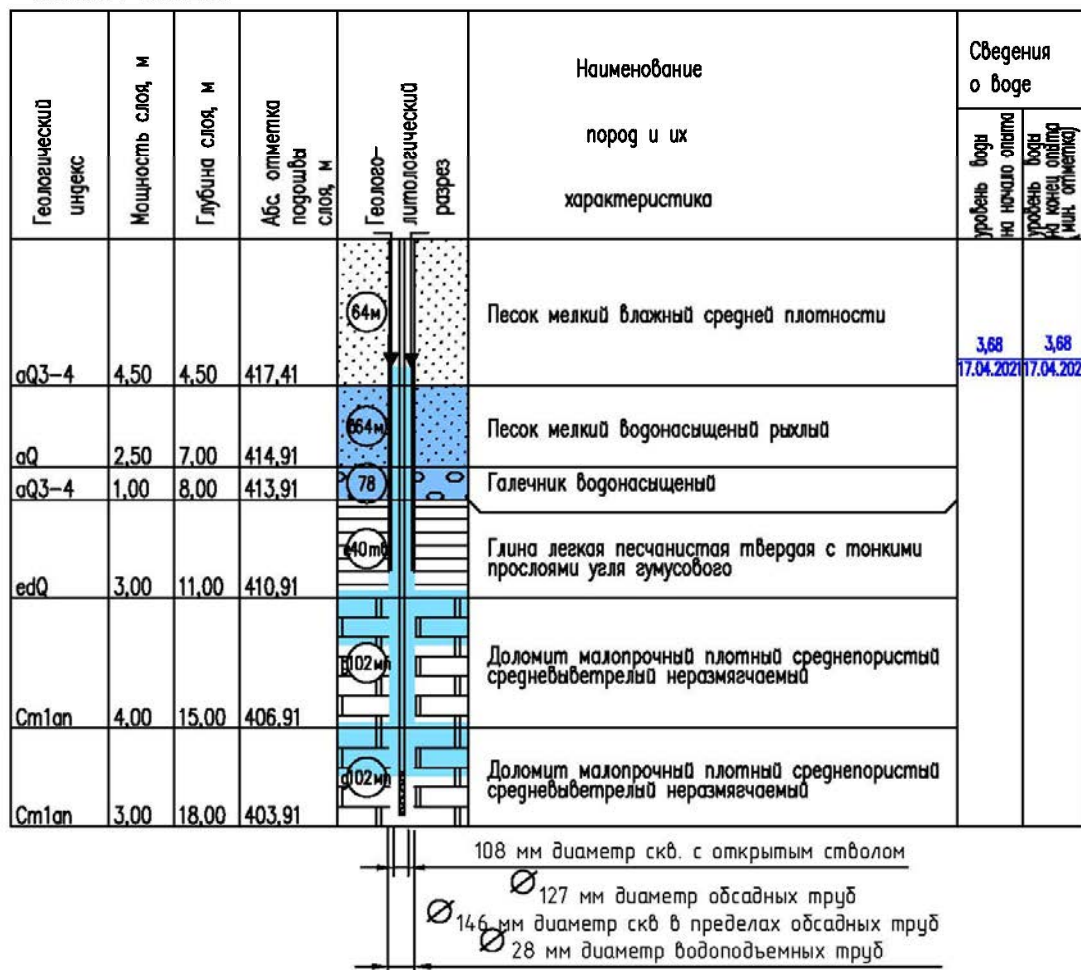 Геологический индекс
Мощность слоя, м
Глубина слоя, м
Абс. отметка подошвы слоя, м
Геолого-литологический разрез
Наименование
пород и их
характеристика
Сведения
о воде
уровень воды
на начало опыта
уровень воды
на конец опыта
(мин. отметка)
64м
Песок мелкий влажный средней плотности
3,68 3,68
17.04.2021 17.04.202
aQ3-4 4,50 4,50 417,41
64м
Песок мелкий водонасыщеный рыхлый
aQ 2,50 7,00 414,91
aQ3-4 1,00 8,00 413,91 78 Галечник водонасыщеный
40тв
Глина легкая песчанистая твердая с тонкими
прослоями угля гумусового
edQ 3,00 11,00 410,91
102мп
Доломит малопрочный плотный среднепористый
средневыветрелый неразмягчаемый
Cm1an 4,00 15,00 406,91
102мп
Доломит малопрочный плотный среднепористый
средневыветрелый неразмягчаемый
Cm1an 3,00 18,00 403,91
108 мм диаметр скв. с открытым стволом
∅ 127 мм диаметр обсадных труб
∅ 146 мм диаметр скв в пределах обсадных труб
∅ 28 мм диаметр водоподъемных труб